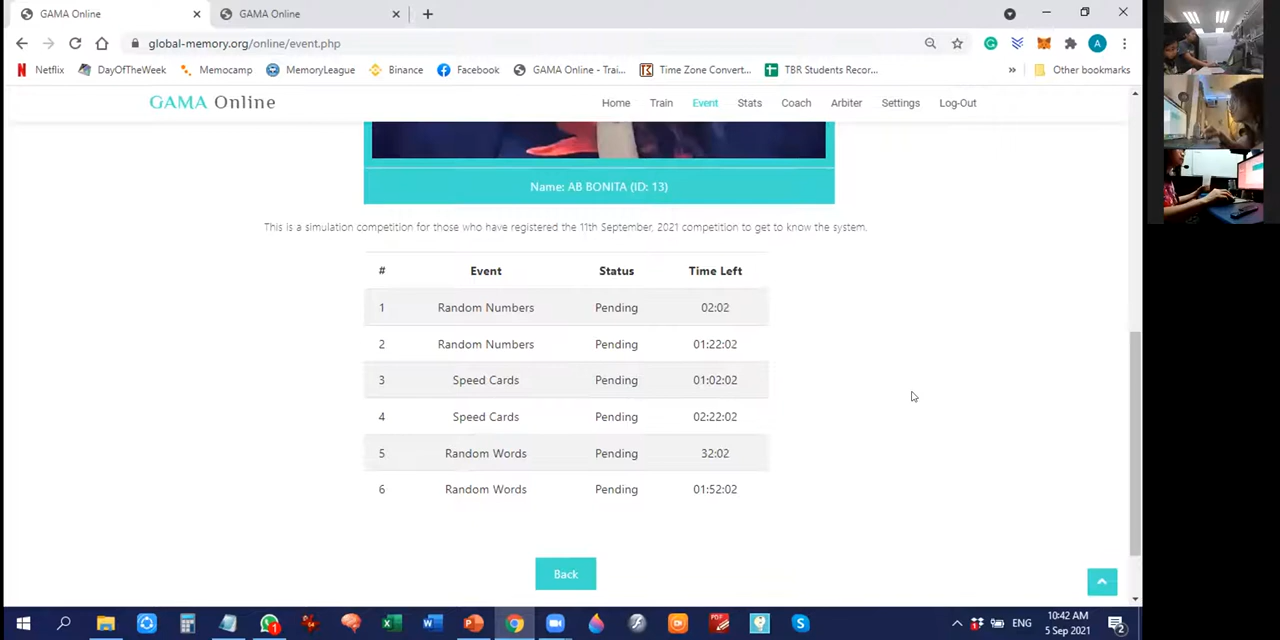 GAMA Online
GAMA Online
global-memory.org/online/event.php
A
Netflix
DayOfTheWeek
Memocamp
MemoryLeague
Binance
Facebook
GAMA Online - Trai...
Time Zone Convert...
TBR Students Recor...
»
Other bookmarks
GAMA Online
Home
Train
Event
Stats
Coach
Arbiter
Settings
Log-Out
Name: AB BONITA (ID: 13)
This is a simulation competition for those who have registered the 11th September, 2021 competition to get to know the system.
# Event Status Time Left
1 Random Numbers Pending 02:02
2 Random Numbers Pending 01:22:02
3 Speed Cards Pending 01:02:02
4 Speed Cards Pending 02:22:02
5 Random Words Pending 32:02
6 Random Words Pending 01:52:02
Back
ENG
10:42 AM
5 Sep 2021
2